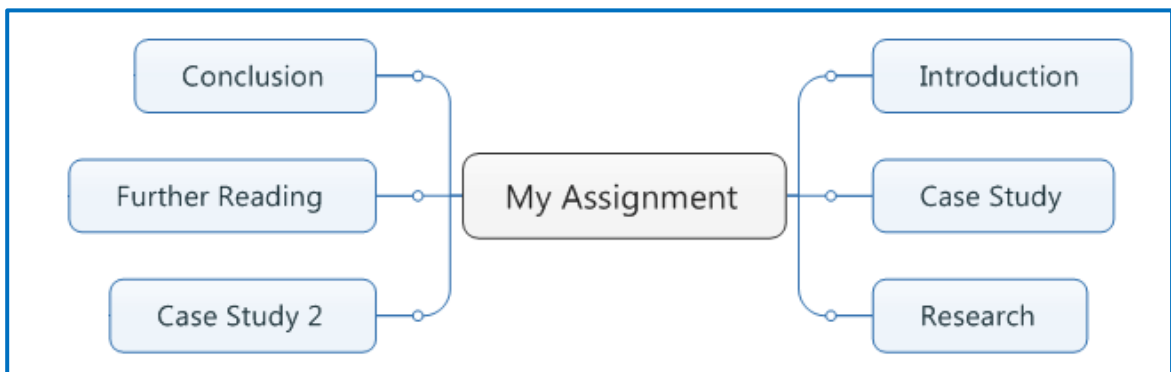 Conclusion
Introduction
Further Reading
My Assignment
Case Study
Case Study 2
Research